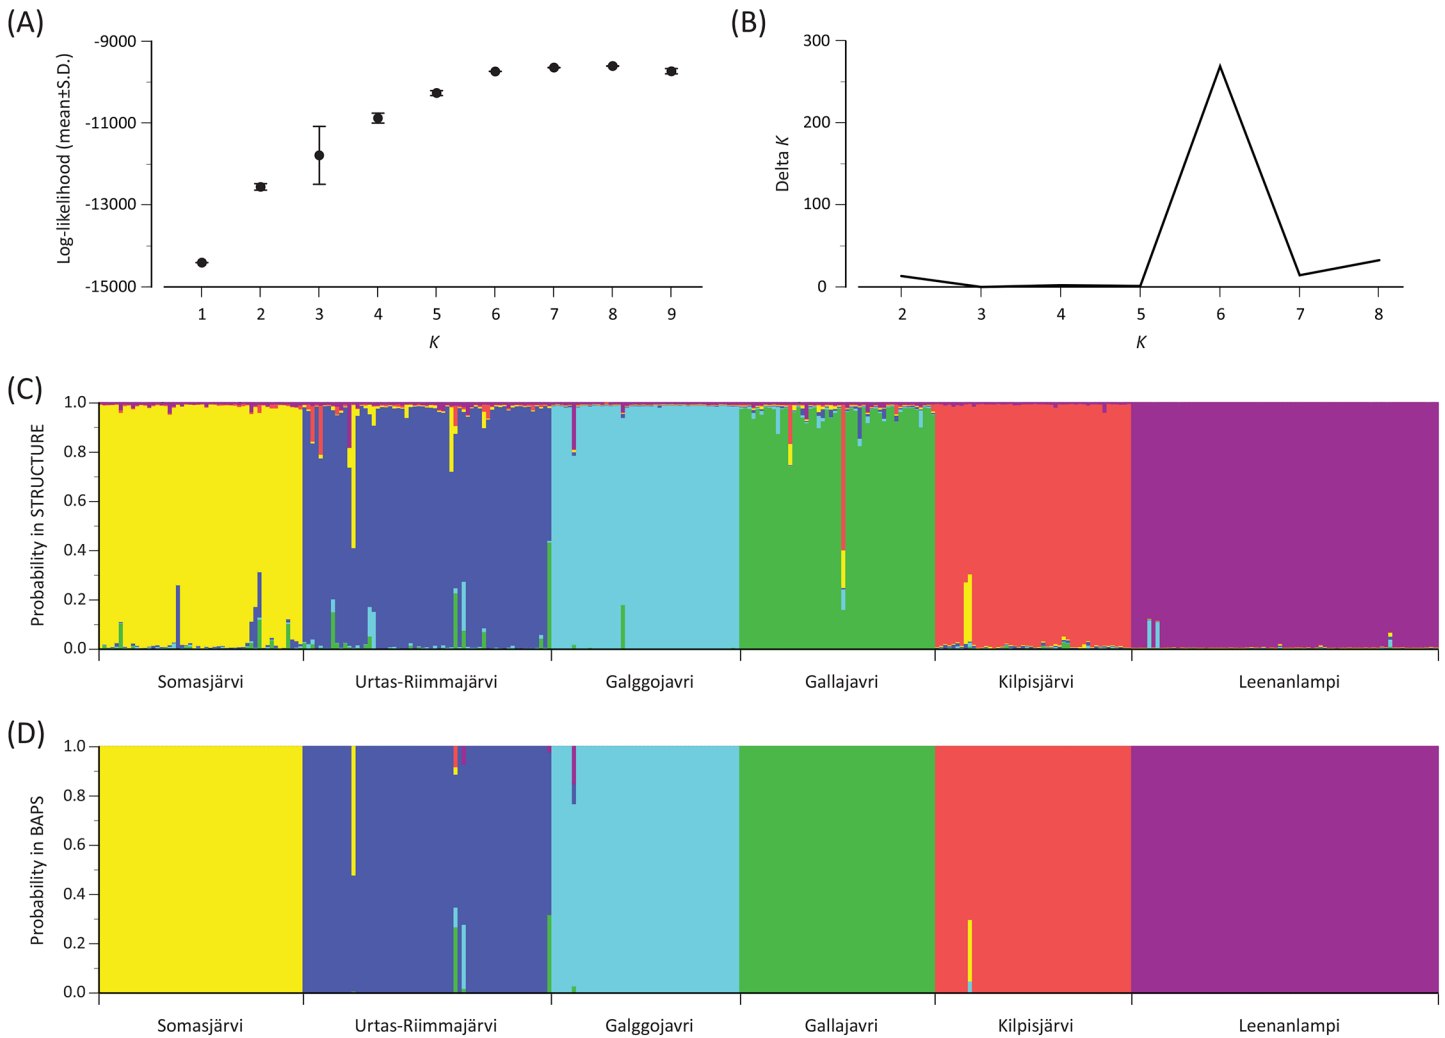 (A)
-9000
-11000
-13000
-15000
Log-likelihood (mean±S.D.)
1 2 3 4 5 6 7 8 9
K
(B)
300
200
100
0
Delta K
2 3 4 5 6 7 8
K
(C)
1.0
0.8
0.6
0.4
0.2
0.0
Probability in STRUCTURE
Somasjärvi Urtas-Riimmajärvi Galggojavri Gallajavri Kilpisjärvi Leenanlampi
(D)
1.0
0.8
0.6
0.4
0.2
0.0
Probability in BAPS
Somasjärvi Urtas-Riimmajärvi Galggojavri Gallajavri Kilpisjärvi Leenanlampi